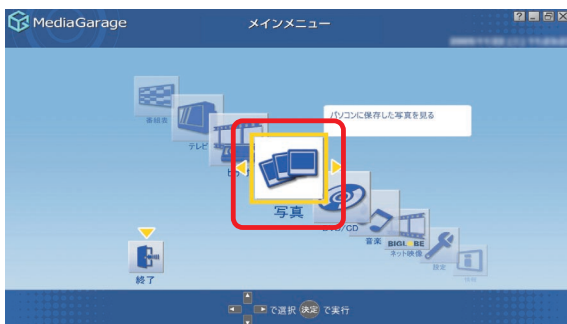 MediaGarage
メインメニュー
番組表
テレビ
パソコンに保存した写真を見る
写真
DVD/CD
音楽
BIGLOBE
ネット映像
設定
終了
で選択 決定 で実行